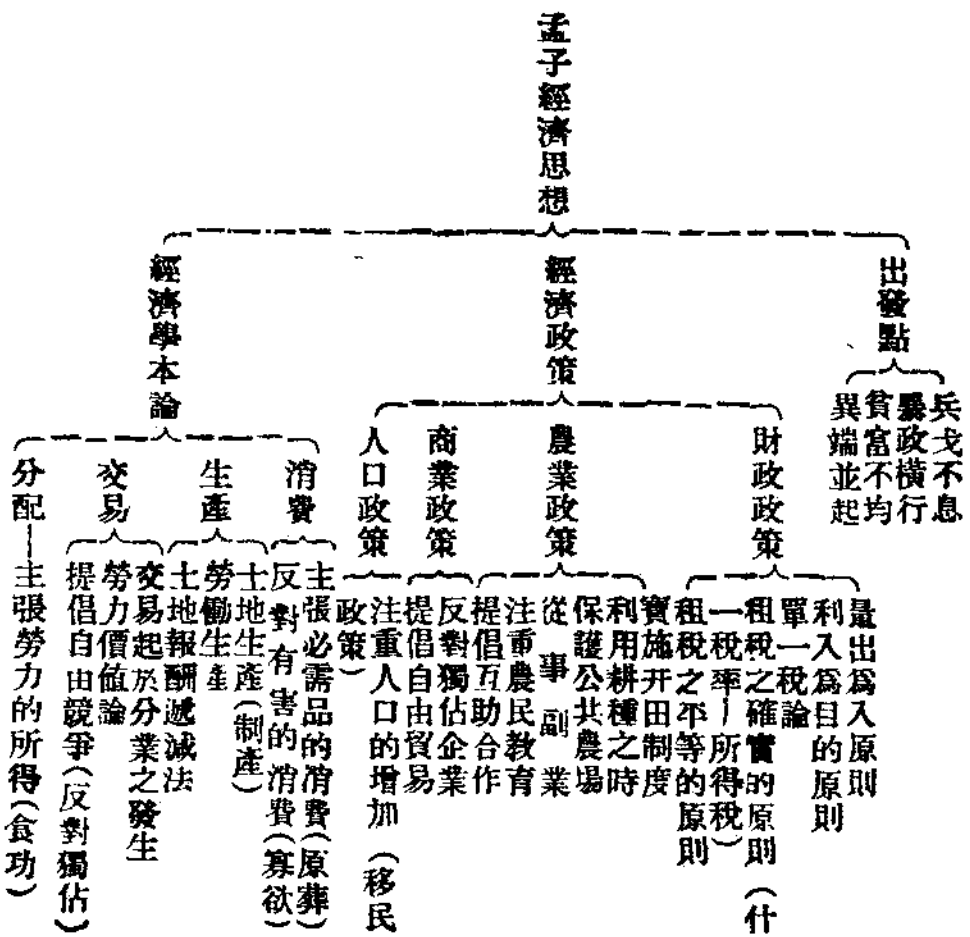 孟子經濟思想
出發點
兵戈不息
暴政橫行
貧富不均
異端並起
經濟政策
財政政策
量出爲入原則
利入爲目的原則
單一稅論
租稅之確實的原則（什
一稅率—所得稅）
租稅之不等的原則
農業政策
實施井田制度
利用耕種之時
保護公共農場
從事副業
注重農民教育
提倡互助合作
商業政策
反對獨佔企業
提倡自由貿易
人口政策
注重人口的增加（移民
政策）
經濟學本論
消費
主張必需品的消費（原葬）
反對有害的消費（寡欲）
生產
土地生產（制產）
勞働生產
土地報酬遞減法
交易
交易起於分業之發生
勞力價値論
提倡自由競爭（反對獨佔）
分配—主張勞力的所得（食功）